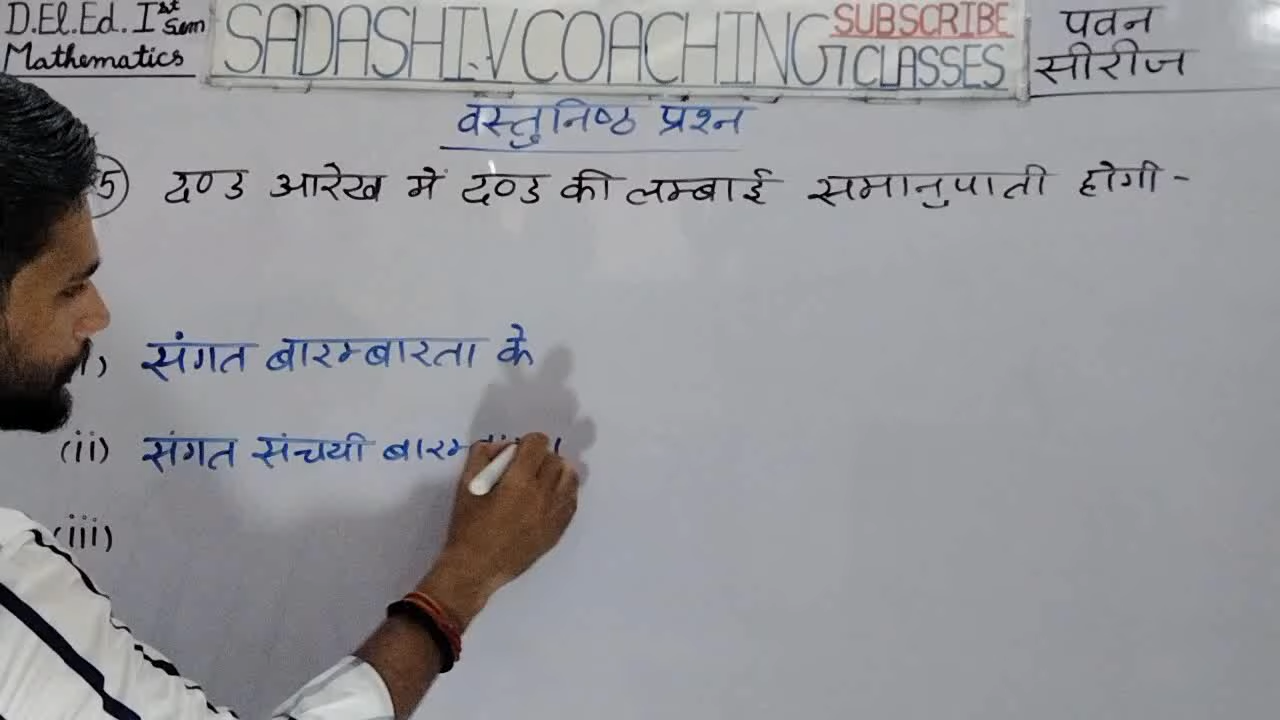 D.El.Ed. Ist Sem
Mathematics
SADASHIV COACHING CLASSES
SUBSCRIBE
पवन
सीरीज
वस्तुनिष्ठ प्रश्न
5) दण्ड आरेख में दण्ड की लम्बाई समानुपाती होगी -
) संगत बारम्बारता के
(ii) संगत संचयी
(iii)